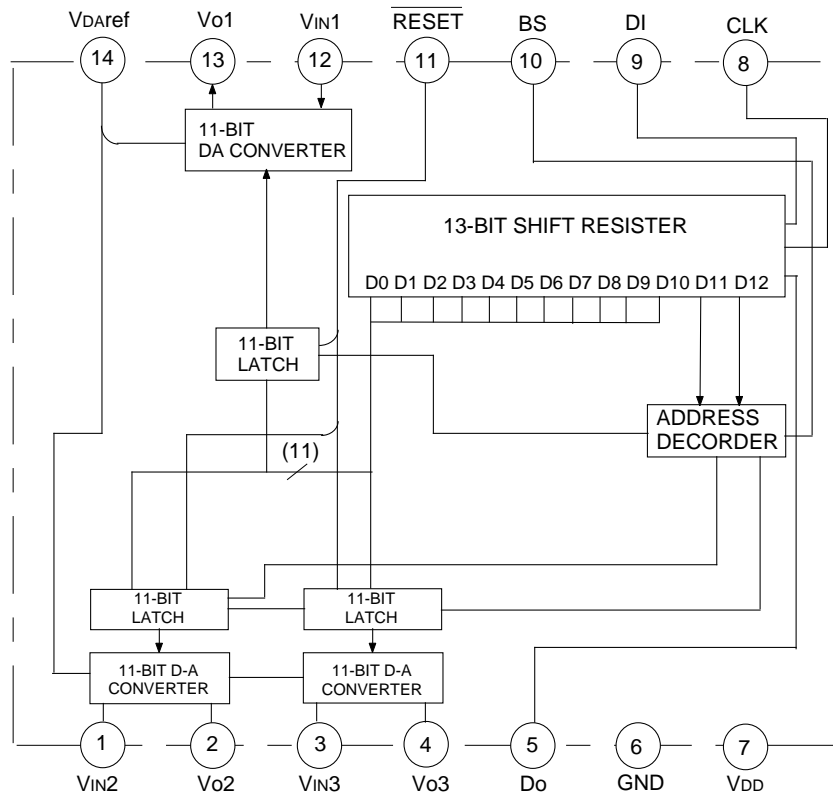 VDAref Vo1 VIN1 RESET BS DI CLK
14 13 12 11 10 9 8
11-BIT
DA CONVERTER
13-BIT SHIFT RESISTER
D0 D1 D2 D3 D4 D5 D6 D7 D8 D9 D10 D11 D12
11-BIT
LATCH
ADDRESS
DECORDER
(11)
11-BIT
LATCH
11-BIT
LATCH
11-BIT D-A
CONVERTER
11-BIT D-A
CONVERTER
1 2 3 4 5 6 7
VIN2 Vo2 VIN3 Vo3 Do GND VDD